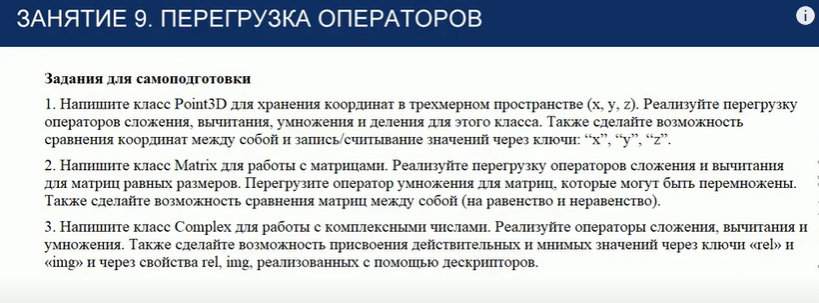 ЗАНЯТИЕ 9. ПЕРЕГРУЗКА ОПЕРАТОРОВ
Задания для самоподготовки
1. Напишите класс Point3D для хранения координат в трехмерном пространстве (x, y, z). Реализуйте перегрузку
операторов сложения, вычитания, умножения и деления для этого класса. Также сделайте возможность
сравнения координат между собой и запись/считывание значений через ключи: “x”, “y”, “z”.
2. Напишите класс Matrix для работы с матрицами. Реализуйте перегрузку операторов сложения и вычитания
для матриц равных размеров. Перегрузите оператор умножения для матриц, которые могут быть перемножены.
Также сделайте возможность сравнения матриц между собой (на равенство и неравенство).
3. Напишите класс Complex для работы с комплексными числами. Реализуйте операторы сложения, вычитания и
умножения. Также сделайте возможность присвоения действительных и мнимых значений через ключи «rel» и
«img» и через свойства rel, img, реализованных с помощью дескрипторов.